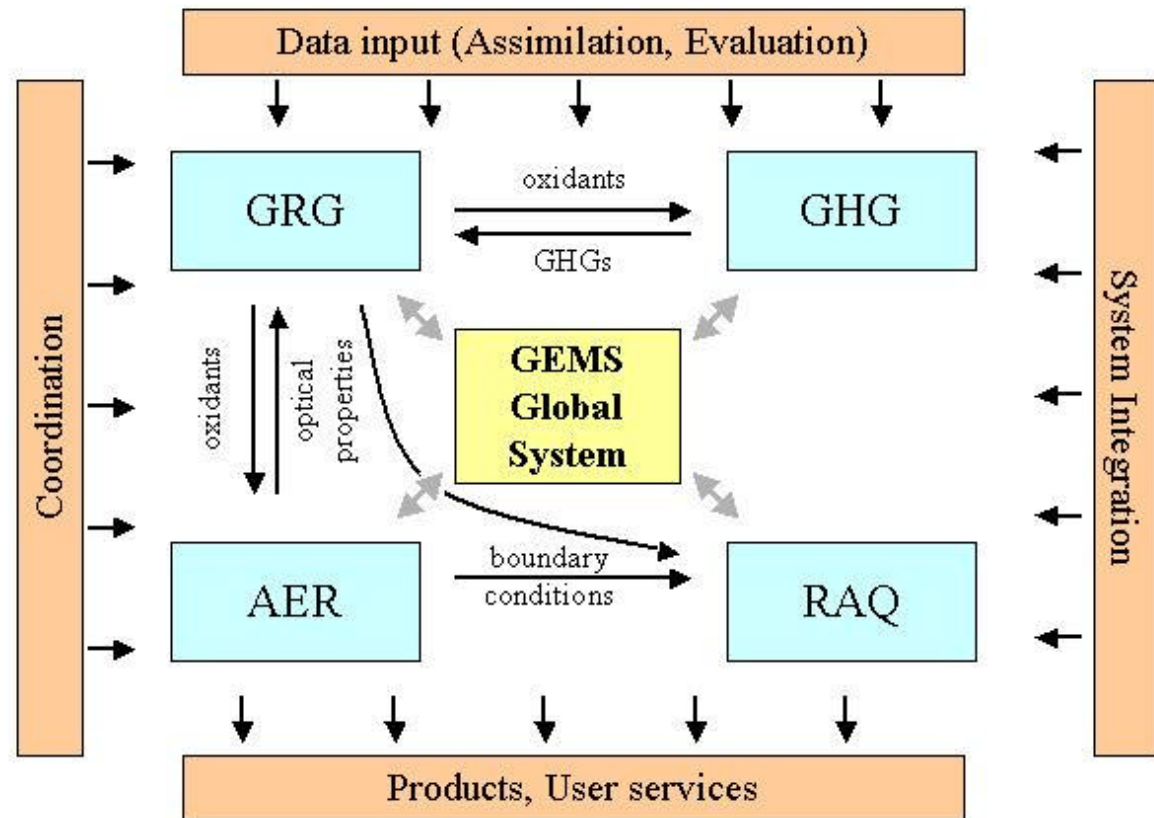 Data input (Assimilation, Evaluation)
Coordination
System Integration
GRG
oxidants
GHGs
GHG
oxidants
optical
properties
GEMS
Global
System
AER
boundary
conditions
RAQ
Products, User services